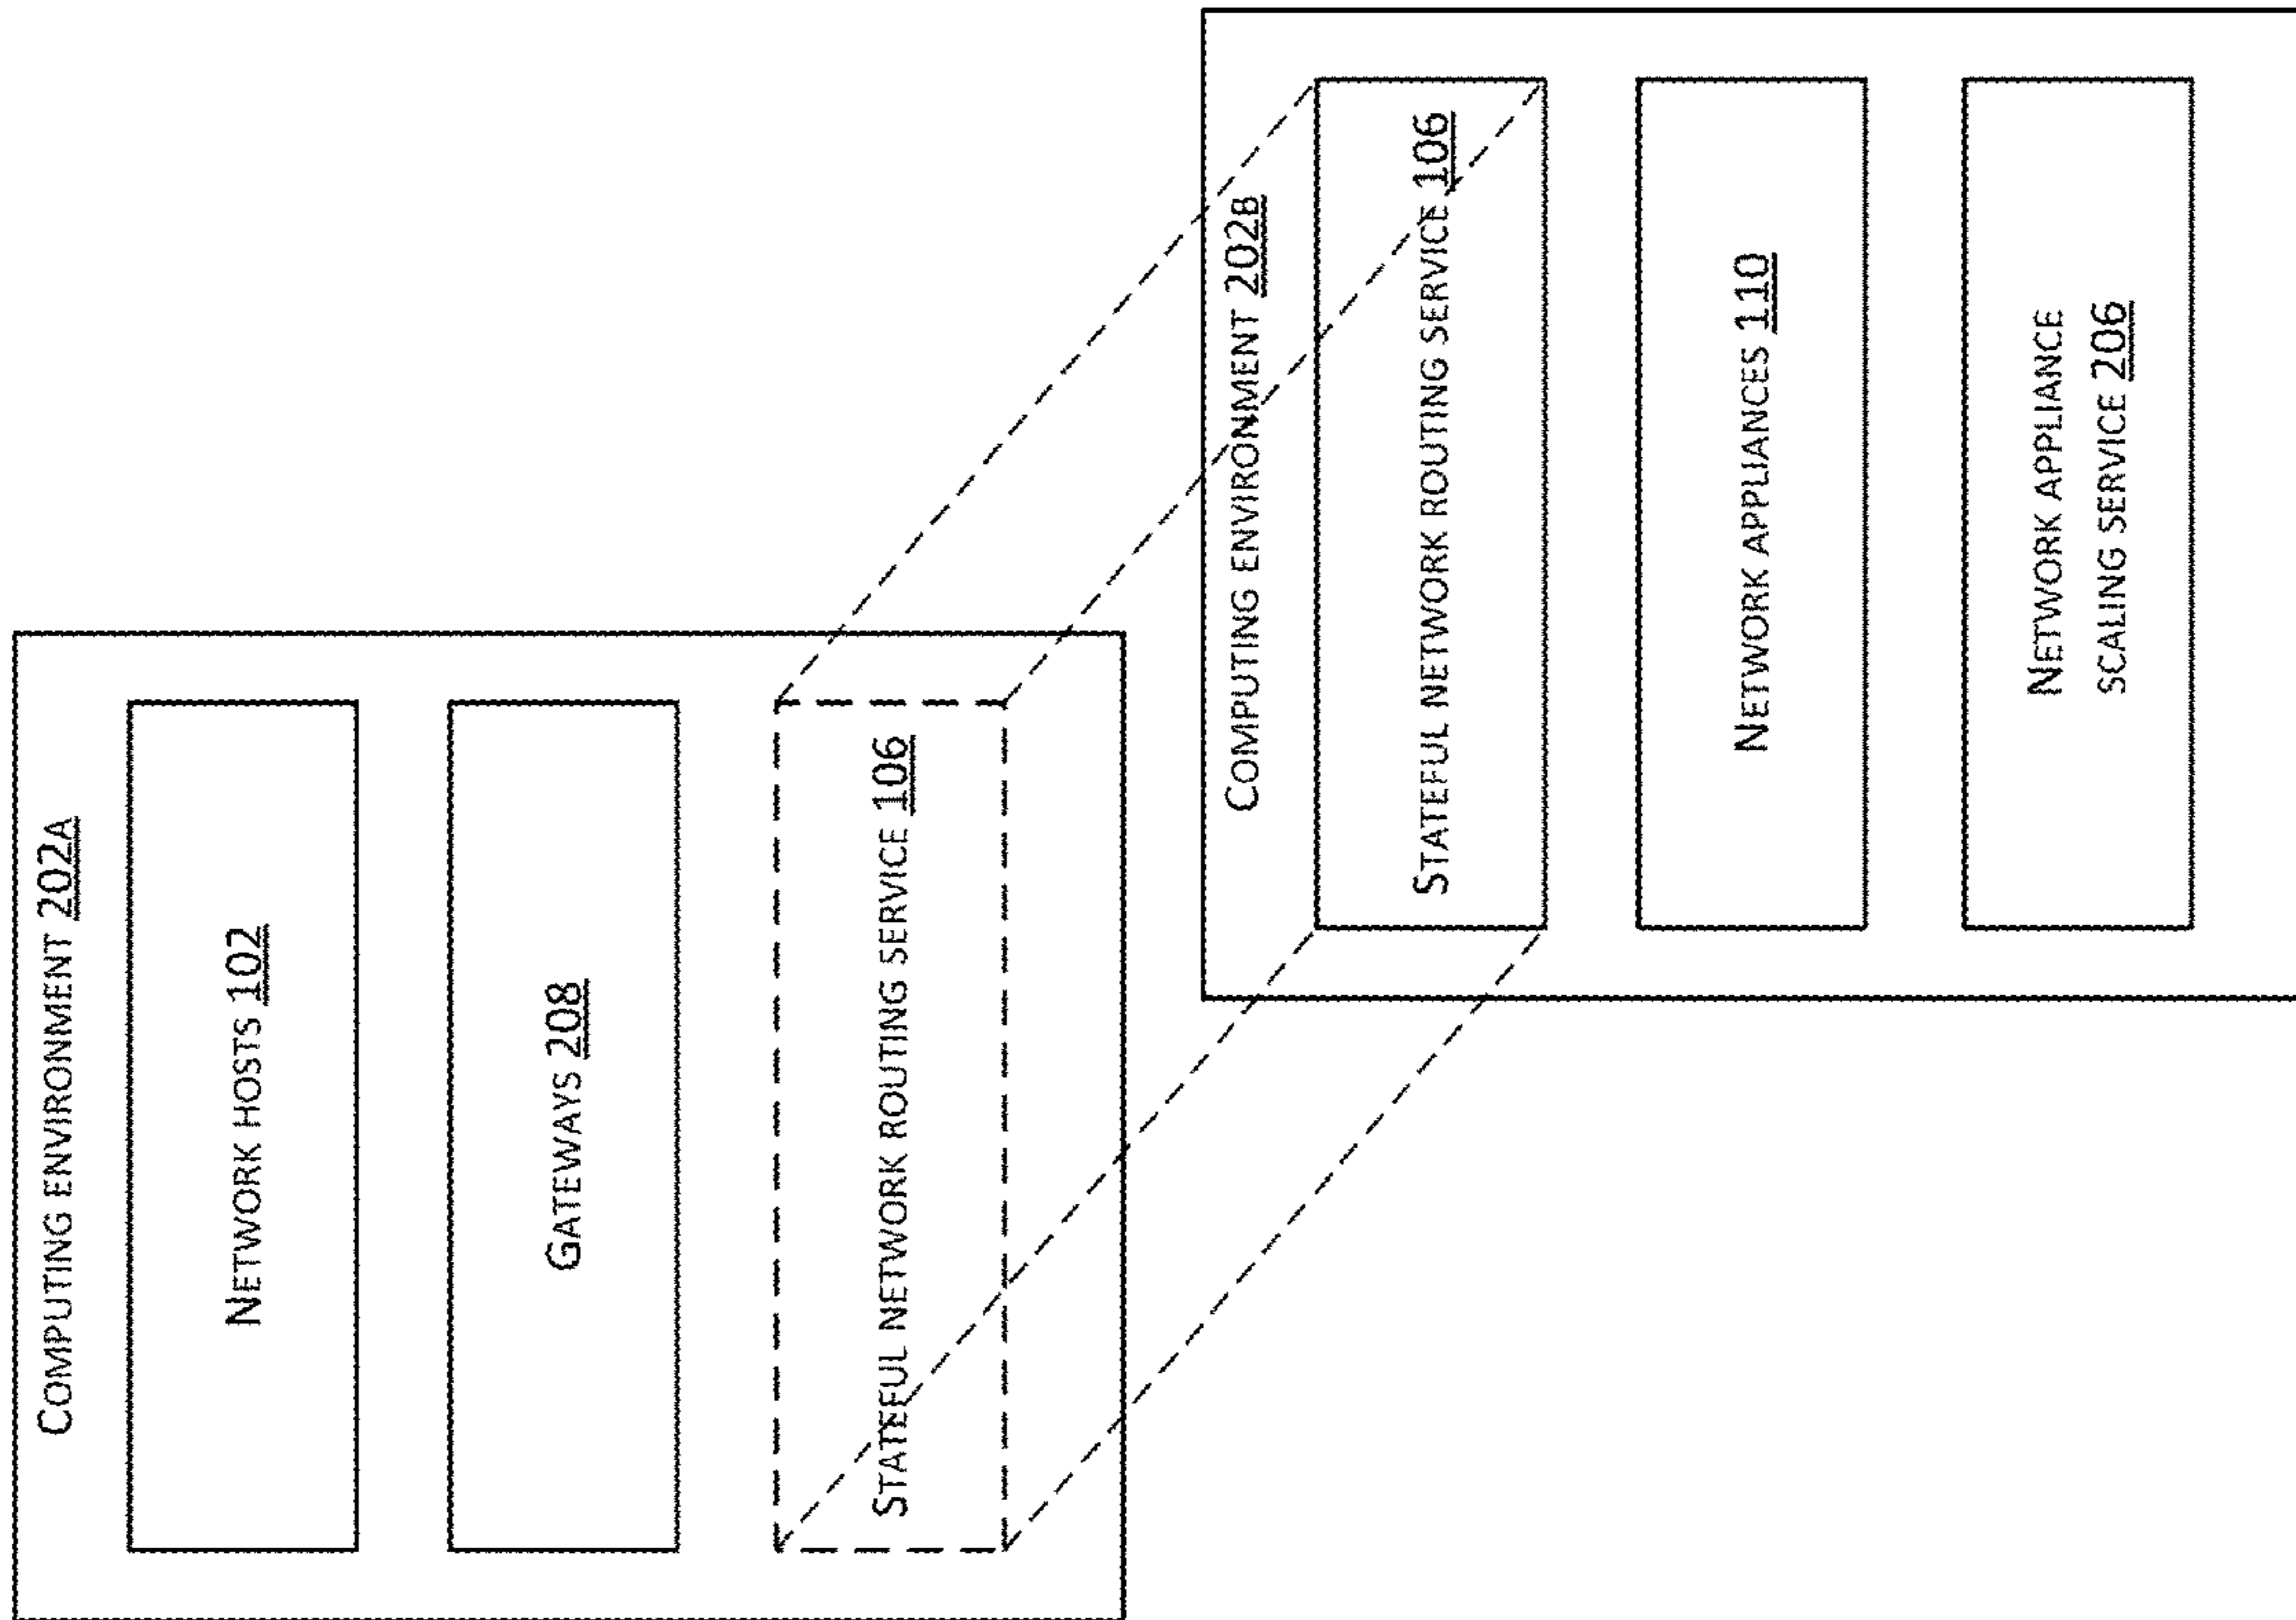 Computing environment 202A
Network hosts 102
Gateways 208
Stateful network routing service 106
Computing environment 202B
Stateful network routing service 106
Network appliances 110
Network appliance
scaling service 206